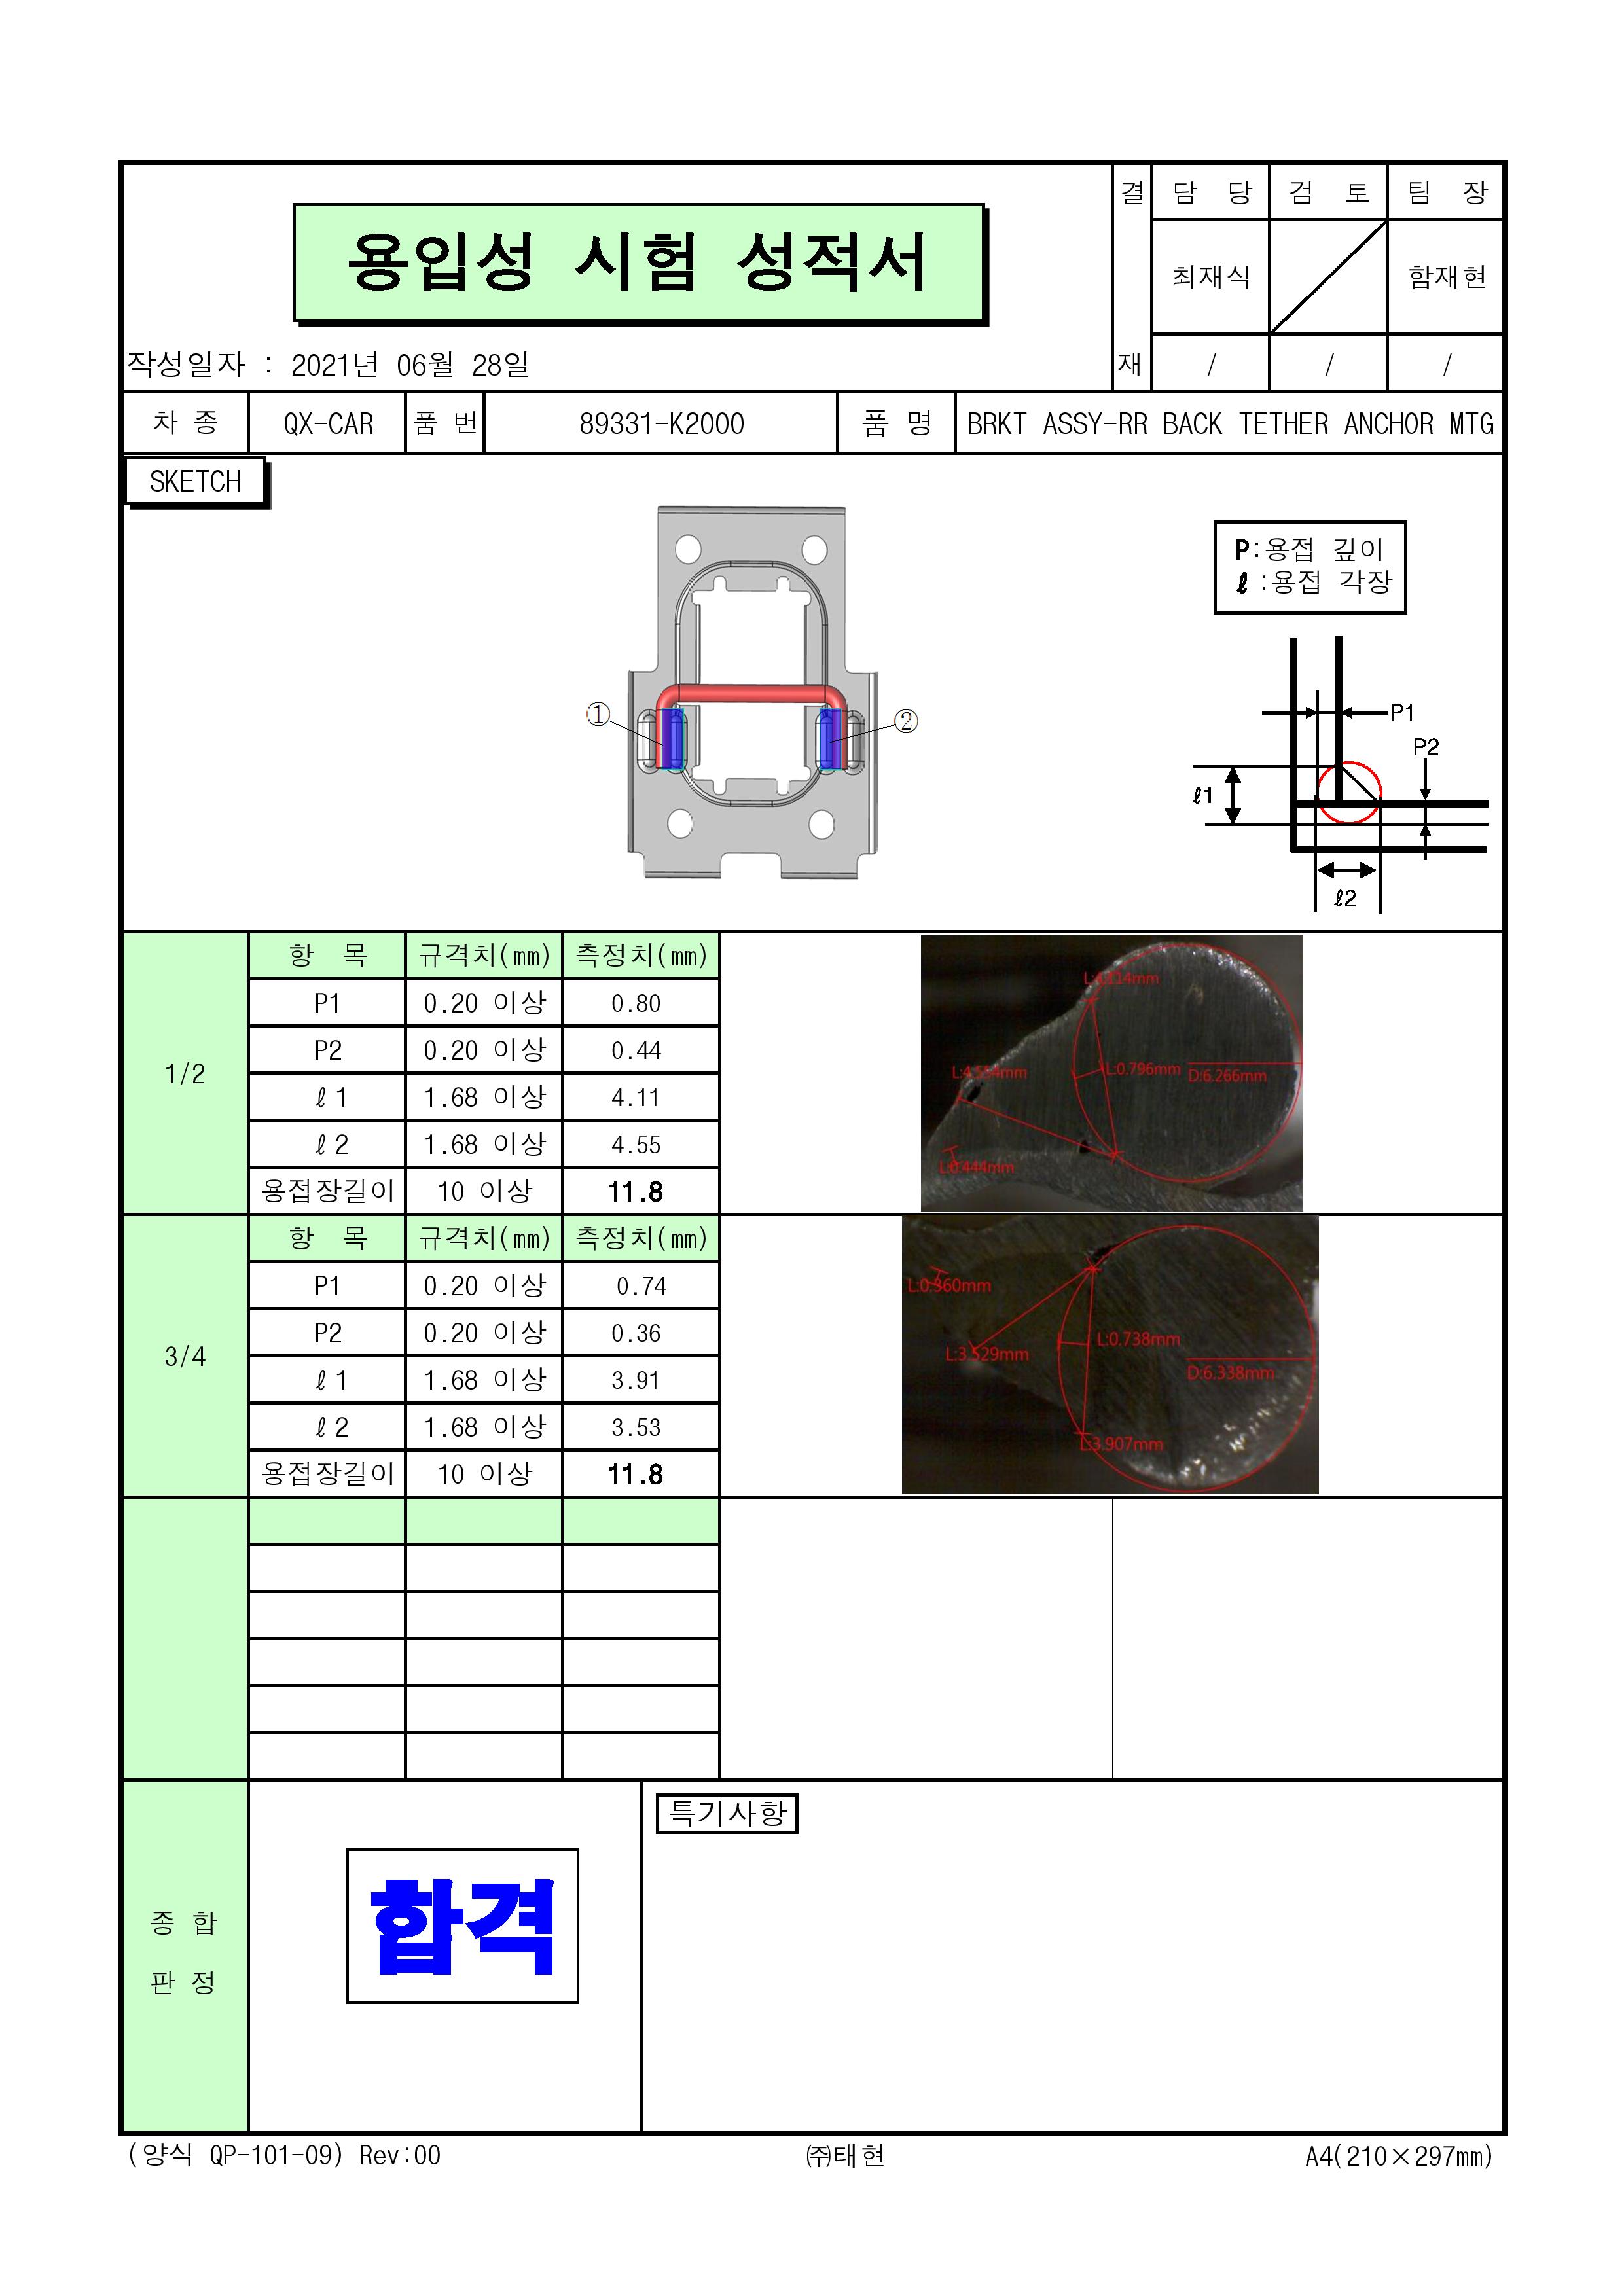 용입성 시험 성적서
결 재
담 당 검 토 팀 장
최재식 함재현
/ / /
작성일자 : 2021년 06월 28일
차 종 QX-CAR 품 번 89331-K2000 품 명 BRKT ASSY-RR BACK TETHER ANCHOR MTG
SKETCH
P:용접 깊이
ℓ :용접 각장
① ②
P1
P2
ℓ1
ℓ2
1/2
항 목 규격치(㎜) 측정치(㎜)
P1 0.20 이상 0.80
P2 0.20 이상 0.44
ℓ1 1.68 이상 4.11
ℓ2 1.68 이상 4.55
용접장길이 10 이상 11.8
L:0.796mm
D:6.266mm
L:0.444mm
3/4
항 목 규격치(㎜) 측정치(㎜)
P1 0.20 이상 0.74
P2 0.20 이상 0.36
ℓ1 1.68 이상 3.91
ℓ2 1.68 이상 3.53
용접장길이 10 이상 11.8
L:0.360mm
L:0.738mm
L:3.529mm
D:6.338mm
L:3.907mm
종 합
판 정
합격
특기사항
(양식 QP-101-09) Rev:00 ㈜태현 A4(210×297㎜)